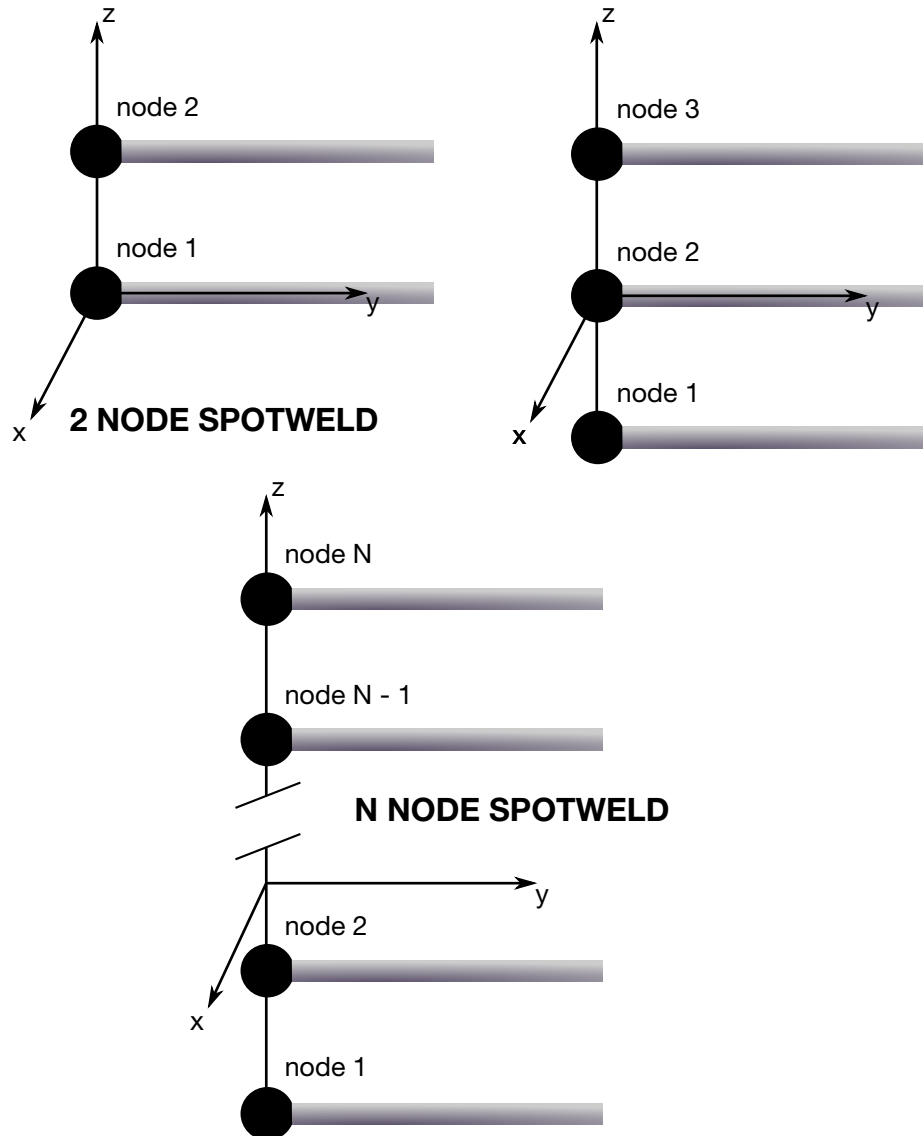 z
node 2
node 1
y
x
2 NODE SPOTWELD
z
node 3
node 2
y
node 1
x
z
node N
node N - 1
N NODE SPOTWELD
y
node 2
x
node 1